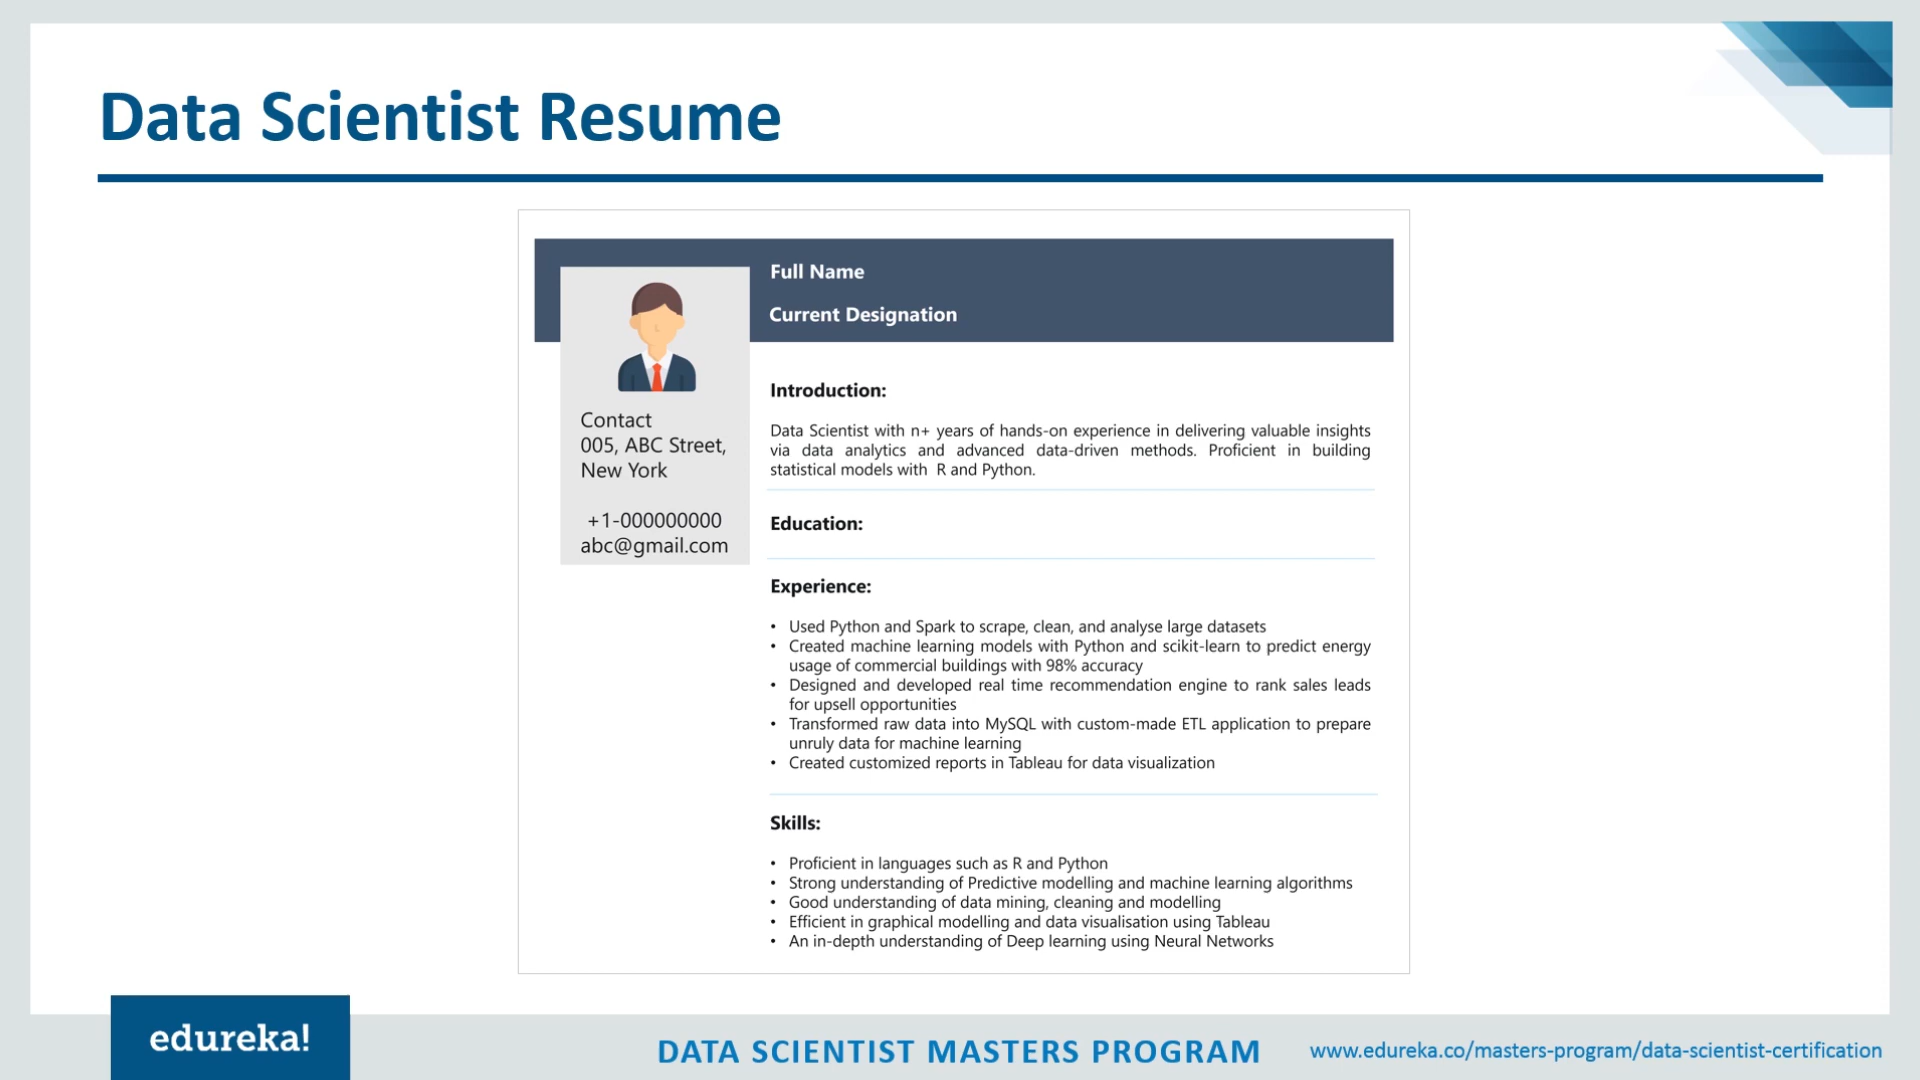 Data Scientist Resume
Full Name
Current Designation
Contact
005, ABC Street,
New York
+1-000000000
abc@gmail.com
Introduction:
Data Scientist with n+ years of hands-on experience in delivering valuable insights
via data analytics and advanced data-driven methods. Proficient in building
statistical models with R and Python.
Education:
Experience:
• Used Python and Spark to scrape, clean, and analyse large datasets
• Created machine learning models with Python and scikit-learn to predict energy
usage of commercial buildings with 98% accuracy
• Designed and developed real time recommendation engine to rank sales leads
for upsell opportunities
• Transformed raw data into MySQL with custom-made ETL application to prepare
unruly data for machine learning
• Created customized reports in Tableau for data visualization
Skills:
• Proficient in languages such as R and Python
• Strong understanding of Predictive modelling and machine learning algorithms
• Good understanding of data mining, cleaning and modelling
• Efficient in graphical modelling and data visualisation using Tableau
• An in-depth understanding of Deep learning using Neural Networks
edureka!
DATA SCIENTIST MASTERS PROGRAM
www.edureka.co/masters-program/data-scientist-certification